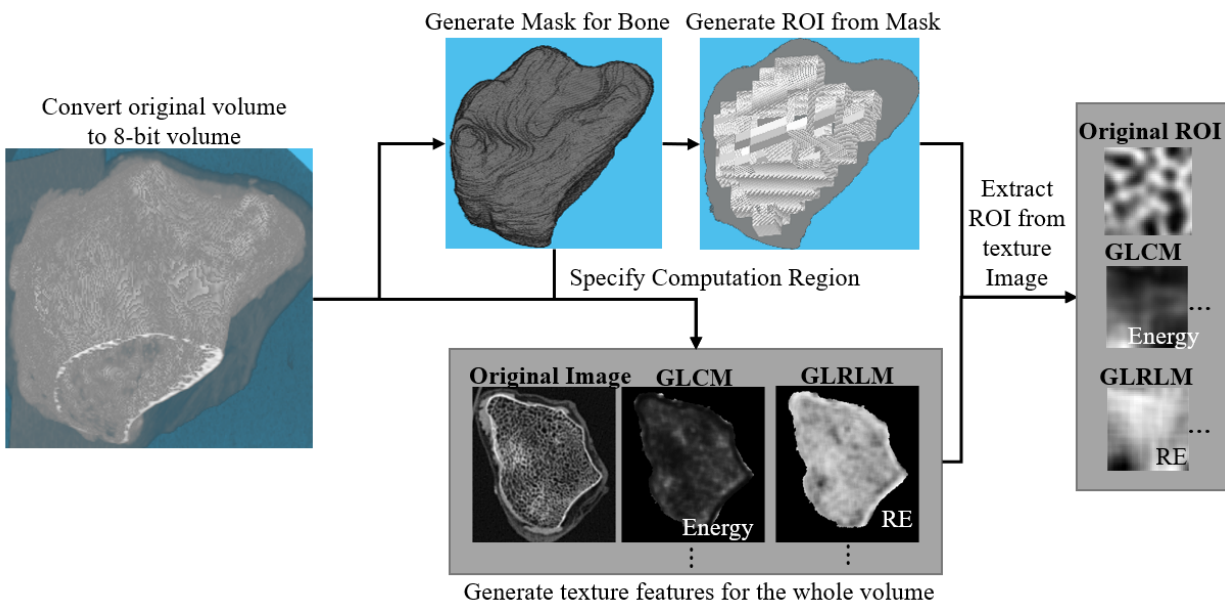 Generate Mask for Bone
Generate ROI from Mask
Convert original volume
to 8-bit volume
Specify Computation Region
Extract
ROI from
texture
Image
Original ROI
GLCM
Energy
...
GLRLM
RE
...
Original Image
GLCM
GLRLM
Energy
RE
...
...
Generate texture features for the whole volume